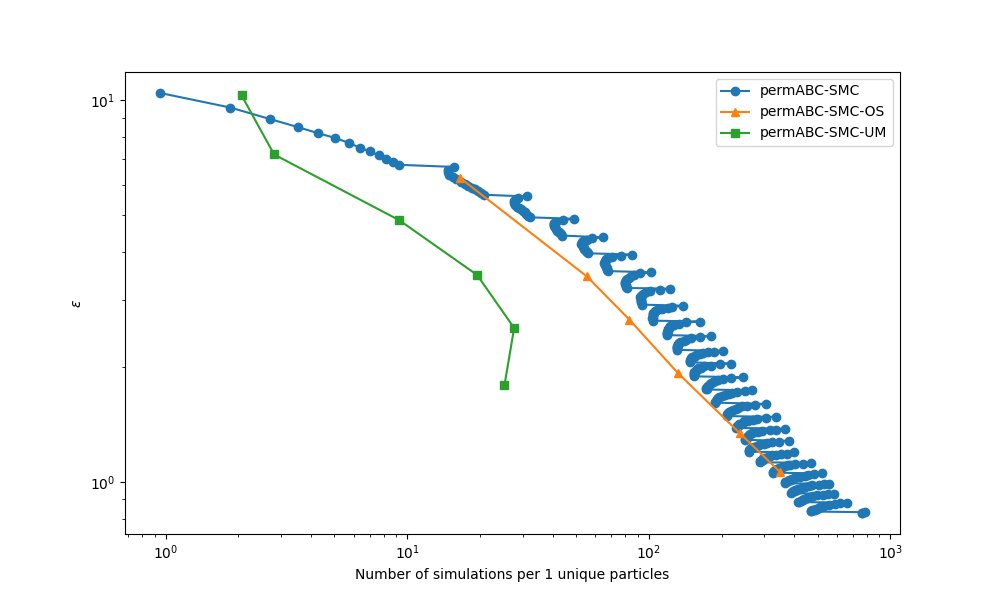 permABC-SMC
permABC-SMC-OS
permABC-SMC-UM
10¹
10⁰
ε
10⁰ 10¹ 10² 10³
Number of simulations per 1 unique particles